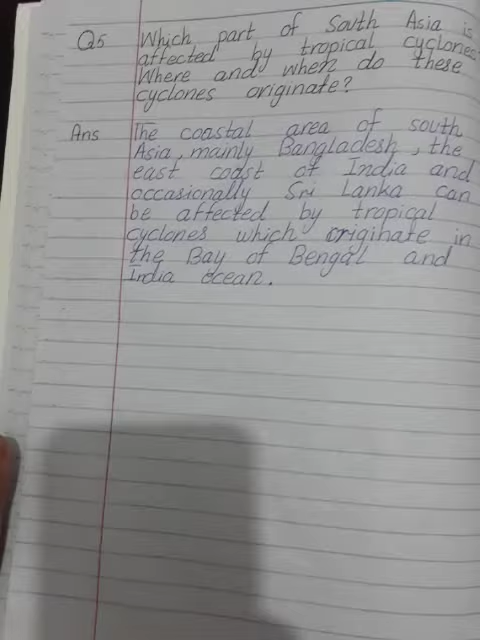 Q5 Which part of South Asia is
affected by tropical cyclones?
Where and when do these
cyclones originate?
Ans The coastal area of south
Asia, mainly Bangladesh, the
east coast of India and
occasionally Sri Lanka can
be affected by tropical
cyclones which originate in
the Bay of Bengal and
India ocean.